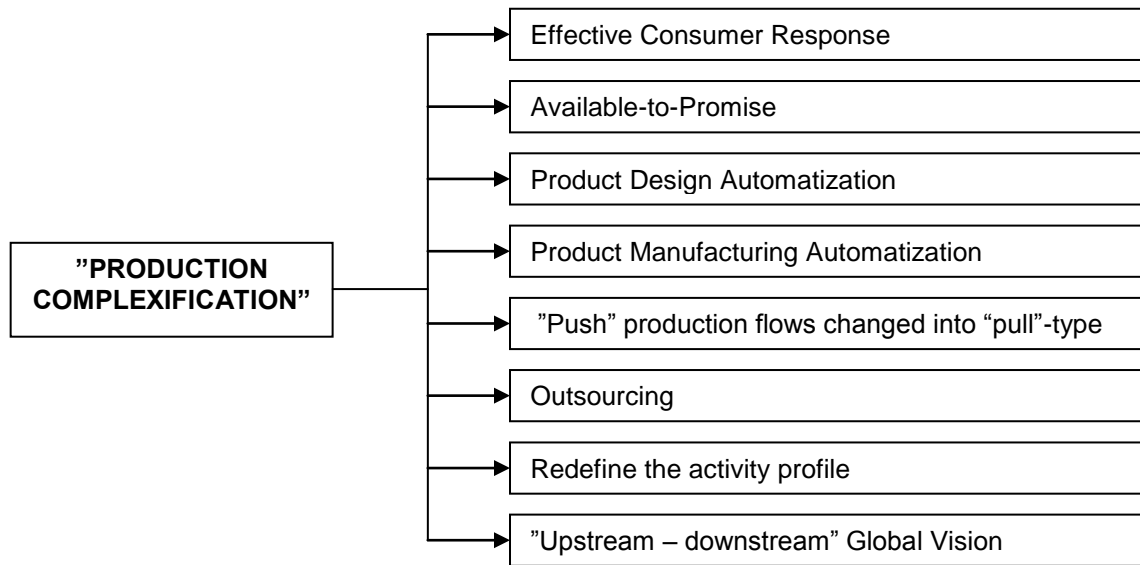 Effective Consumer Response
Available-to-Promise
Product Design Automatization
Product Manufacturing Automatization
”PRODUCTION
COMPLEXIFICATION”
”Push” production flows changed into “pull”-type
Outsourcing
Redefine the activity profile
”Upstream – downstream” Global Vision